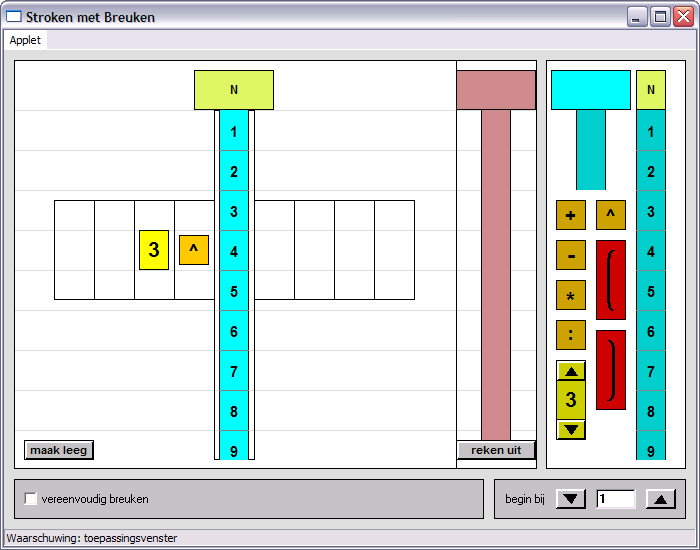 Stroken met Breuken
Applet
N
1
2
3
4
5
6
7
8
9
3 ^
maak leeg
reken uit
+ ^
-
*
:
3
( 
)
N
1
2
3
4
5
6
7
8
9
vereenvoudig breuken
begin bij 1
Waarschuwing: toepassingsvenster